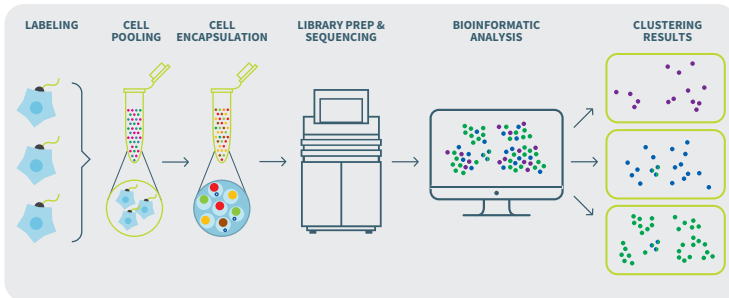 LABELING
CELL
POOLING
CELL
ENCAPSULATION
LIBRARY PREP &
SEQUENCING
BIOINFORMATIC
ANALYSIS
CLUSTERING
RESULTS